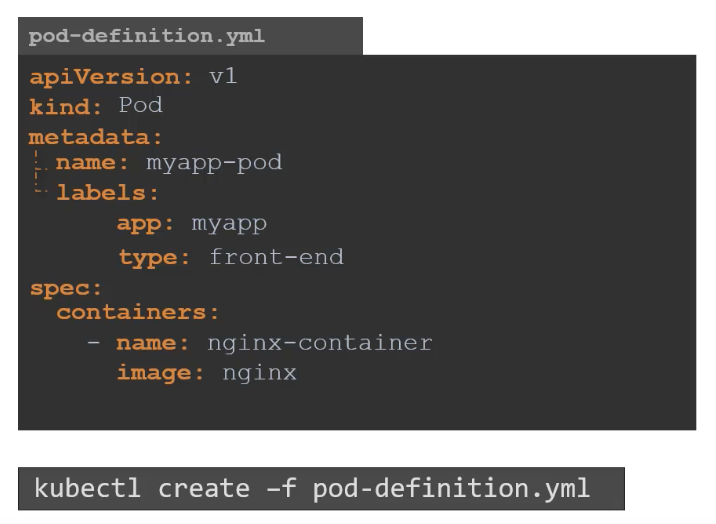 pod-definition.yml
apiVersion: v1
kind: Pod
metadata:
name: myapp-pod
labels:
app: myapp
type: front-end
spec:
containers:
- name: nginx-container
image: nginx
kubectl create –f pod-definition.yml